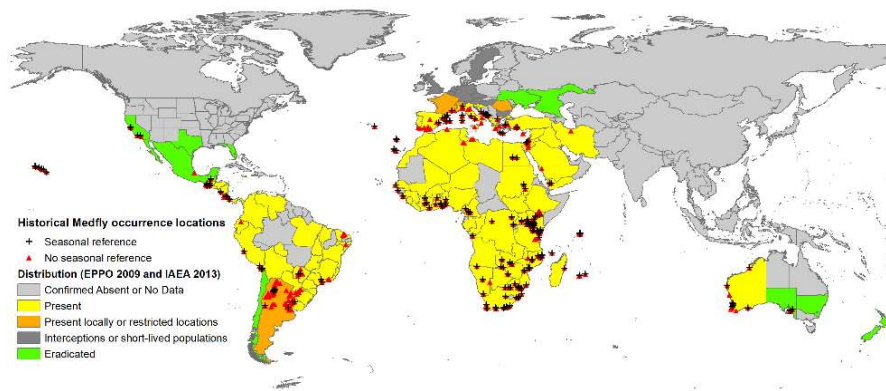 Historical Medfly occurrence locations
Seasonal reference
No seasonal reference
Distribution (EPPO 2009 and IAEA 2013)
Confirmed Absent or No Data
Present
Present locally or restricted locations
Interceptions or short-lived populations
Eradicated